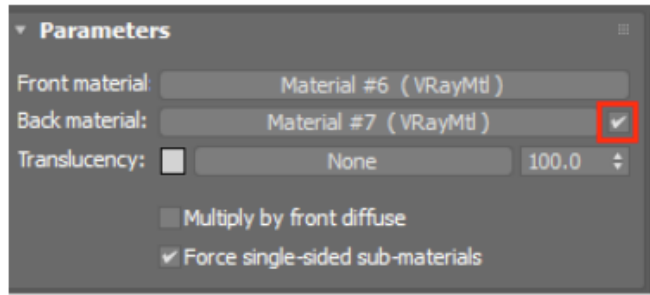 Parameters
Front material: Material #6 ( VRayMtl )
Back material: Material #7 ( VRayMtl )
Translucency: None 100.0
Multiply by front diffuse
Force single-sided sub-materials